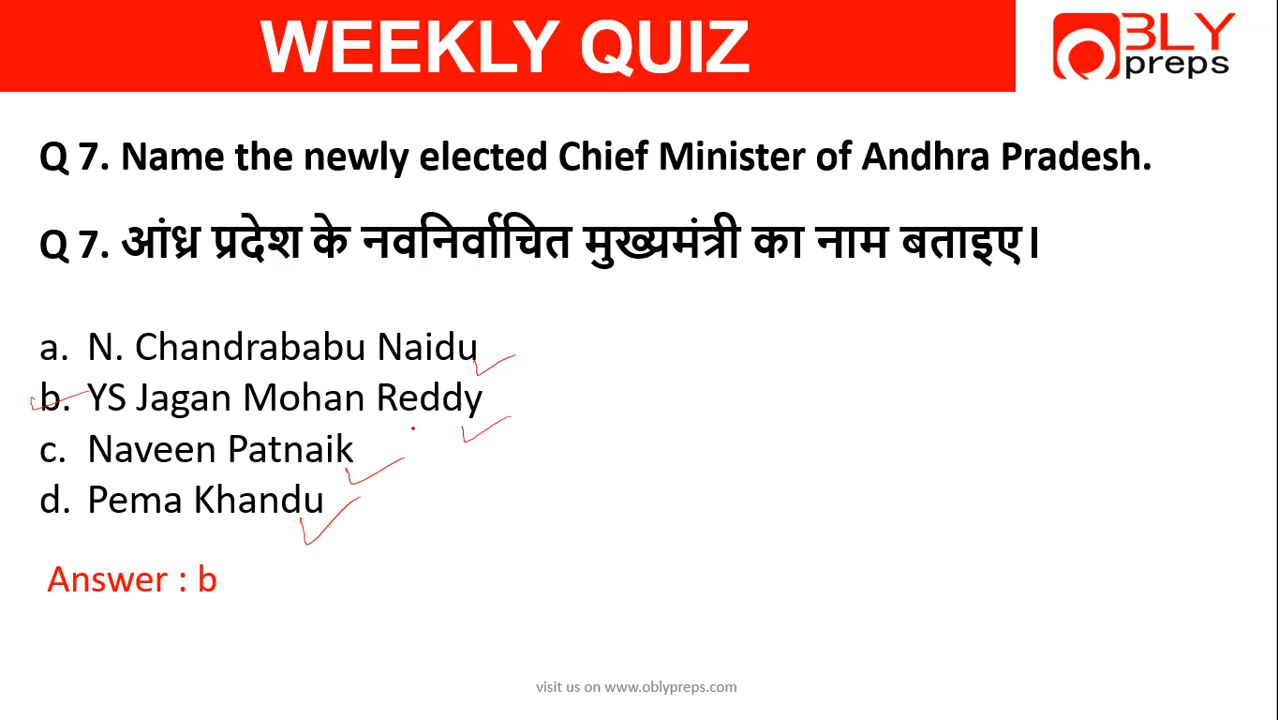 WEEKLY QUIZ
OBLY
preps
Q 7. Name the newly elected Chief Minister of Andhra Pradesh.
Q 7. आंध्र प्रदेश के नवनिर्वाचित मुख्यमंत्री का नाम बताइए।
a. N. Chandrababu Naidu
b. YS Jagan Mohan Reddy
c. Naveen Patnaik
d. Pema Khandu
Answer : b
visit us on www.oblypreps.com